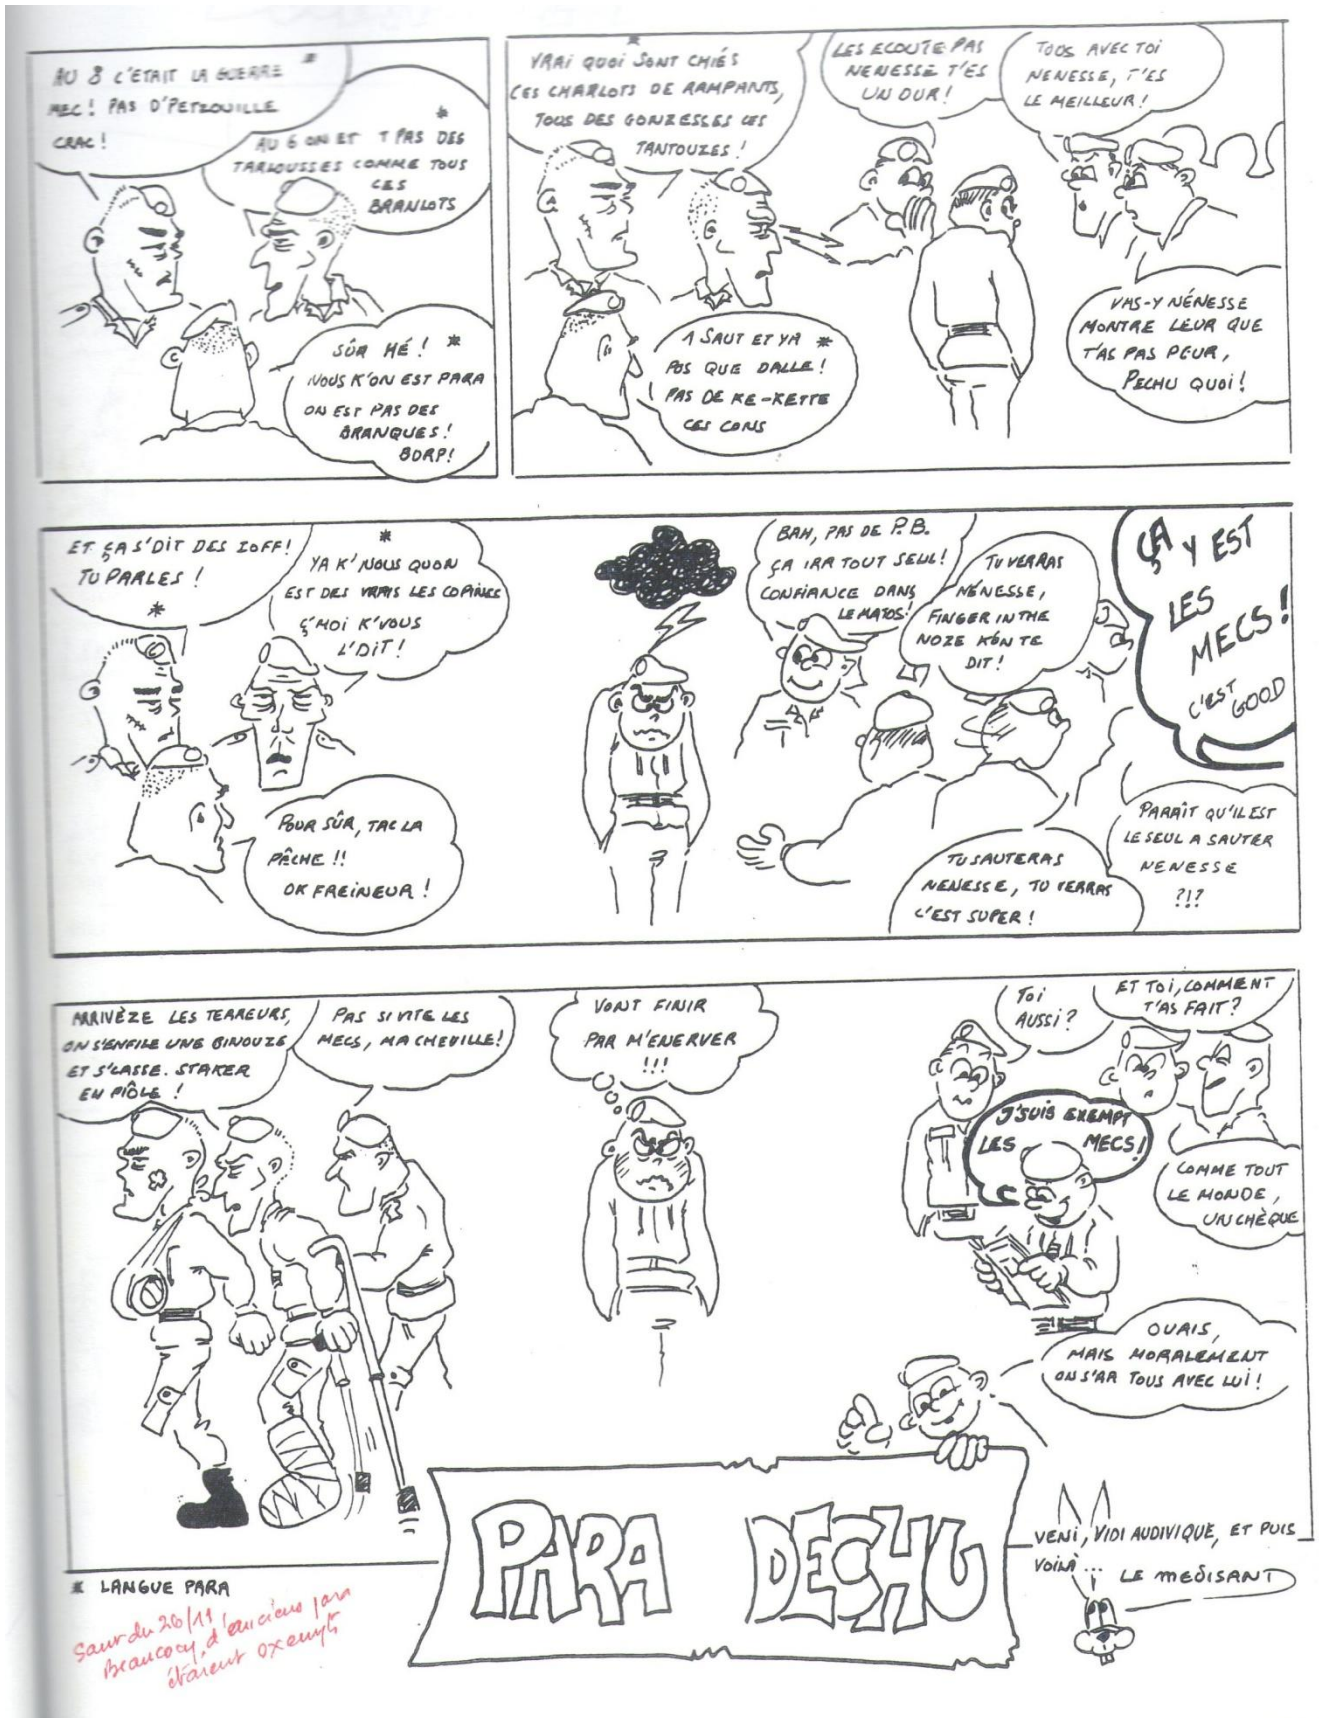 AU 8 C'ÉTAIT LA GUERRE *
MEC! PAS D'PETZOUILLE
CRAC!
*
AU 6 ON ET T PAS DES
TARLOUSSES COMME TOUS
CES
BRANLOTS
SÛR HÉ! *
NOUS K'ON EST PARA
ON EST PAS DES
BRANQUES!
BORP!
*
VRAI QUOI SONT CHIÉS
CES CHARLOTS DE RAMPANTS,
TOUS DES GONZESSES CES
TANTOUZES!
LES ECOUTE PAS
NENESSE T'ES
UN DUR!
TOUS AVEC TOI
NENESSE, T'ES
LE MEILLEUR!
1 SAUT ET YA *
PUS QUE DALLE!
PAS DE KE-KETTE
CES CONS
VAS-Y NÉNESSE
MONTRE LEUR QUE
T'AS PAS PEUR,
PECHU QUOI!
ET ÇA S'DIT DES ZOFF!
TU PARLES!
*
*
YA K'NOUS QUON
EST DES VRAIS LES COPAINES
Ç'MOI K'VOUS
L'DIT!
POUR SÛR, TAC LA
PÊCHE!!
OK FREINEUR!
BAH, PAS DE P.B.
ÇA IRA TOUT SEUL!
CONFIANCE DANS
LE MATOS!
TU VERRAS
NÉNESSE,
FINGER IN THE
NOZE K'ON TE
DIT!
ÇA Y EST
LES
MECS!
C'EST
GOOD
TU SAUTERAS
NENESSE, TU VERRAS
C'EST SUPER!
PARAÎT QU'IL EST
LE SEUL A SAUTER
NENESSE
?!?
ARRIVÈZE LES TERREURS,
ON S'ENFILE UNE BINOUZE
ET S'CASSE. STAKER
EN PIÔLE!
PAS SI VITE LES
MECS, MA CHEVILLE!
VONT FINIR
PAR M'ENERVER
!!!
TOI
AUSSI?
ET TOI, COMMENT
T'AS FAIT?
J'SUIS EXEMPT
LES MECS!
COMME TOUT
LE MONDE,
UN CHÈQUE
OUAIS,
MAIS MORALEMENT
ON S'RA TOUS AVEC LUI!
PARA DECHU
VENI, VIDI AUDIVIQUE, ET PUIS
VOILÀ...
LE MEDISANT
* LANGUE PARA
Saut du 26/11
Beaucoup d'anciens para
étaient exempts